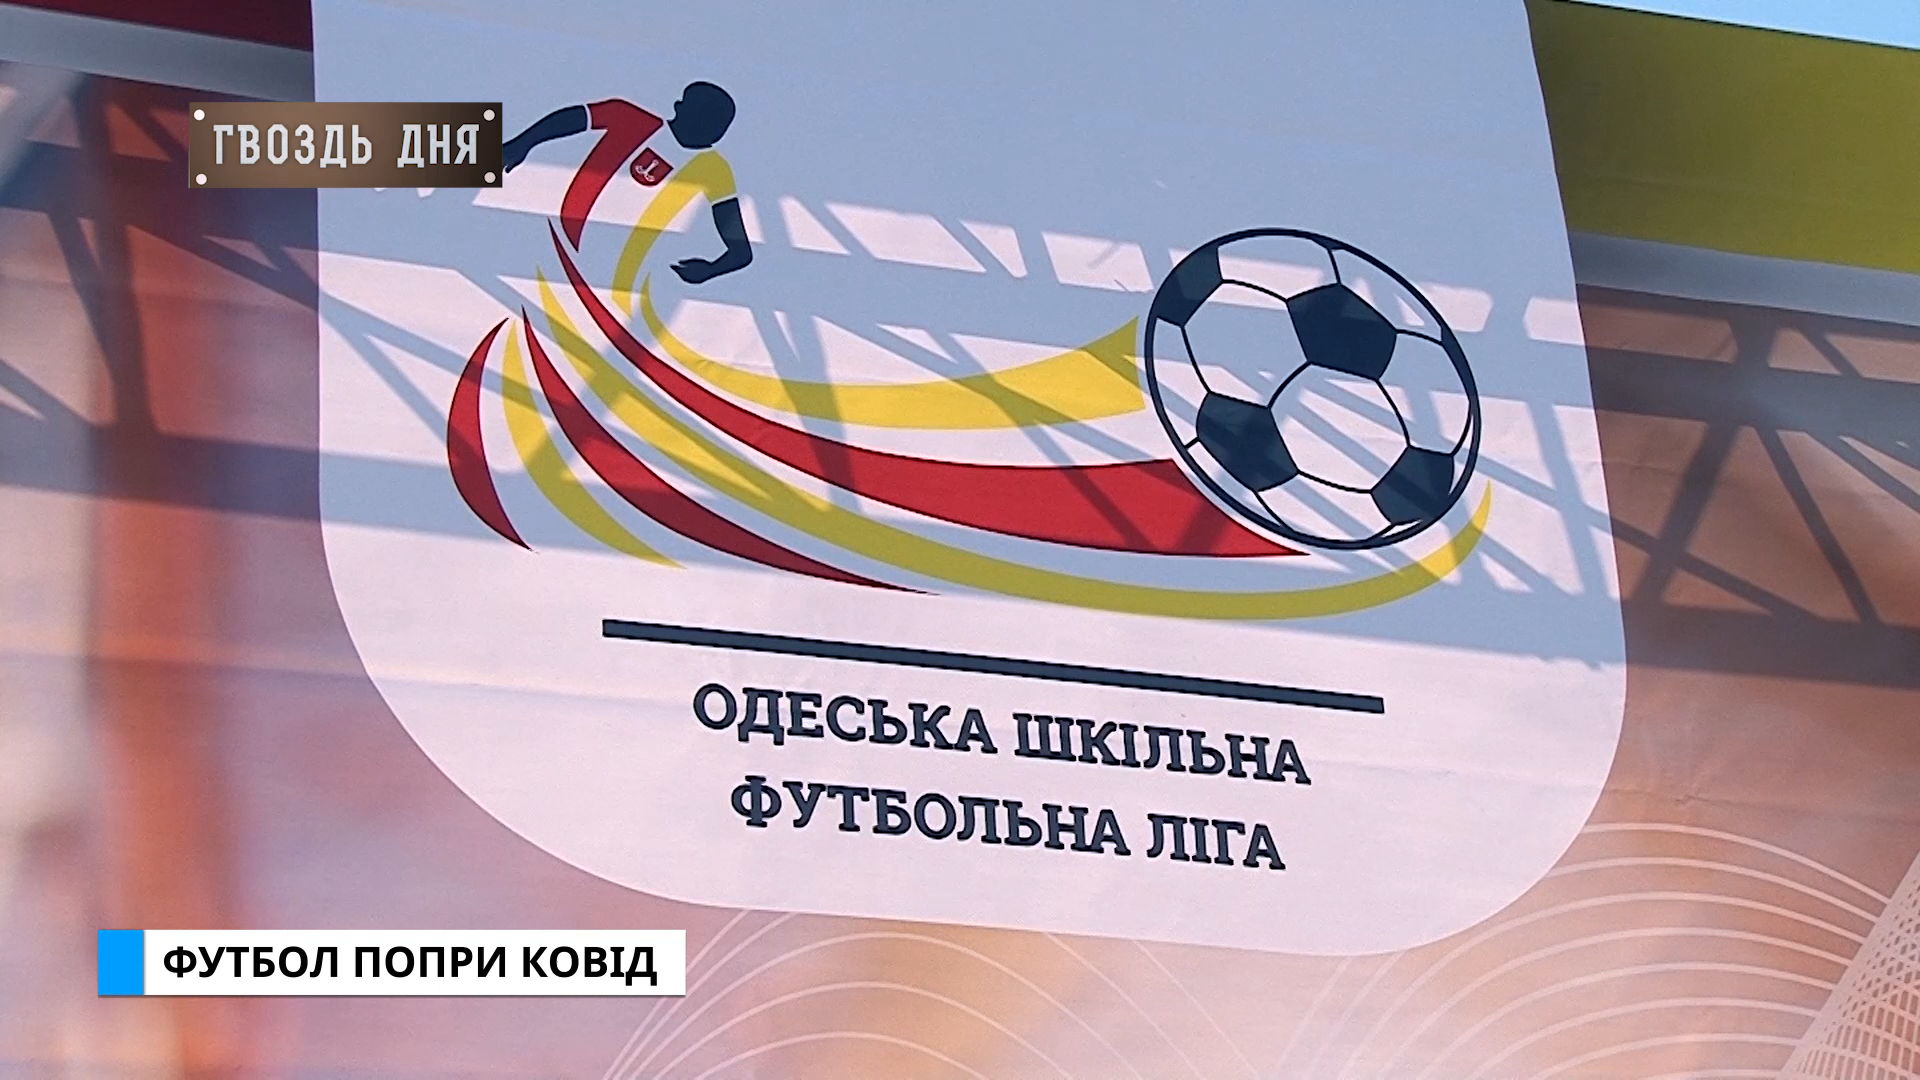 ГВОЗДЬ ДНЯ
ОДЕСЬКА ШКІЛЬНА
ФУТБОЛЬНА ЛІГА
ФУТБОЛ ПОПРИ КОВІД